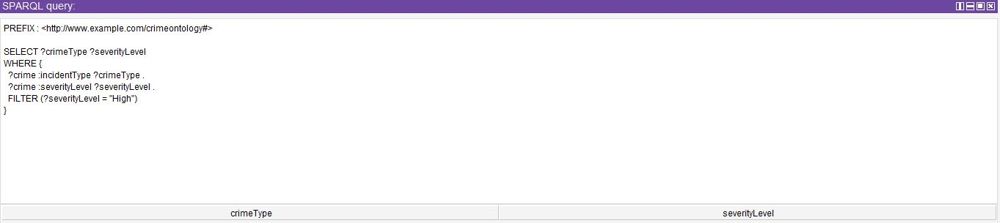 SPARQL query:
PREFIX : <http://www.example.com/crimeontology#>
SELECT ?crimeType ?severityLevel
WHERE {
?crime :incidentType ?crimeType .
?crime :severityLevel ?severityLevel .
FILTER (?severityLevel = "High")
}
crimeType severityLevel